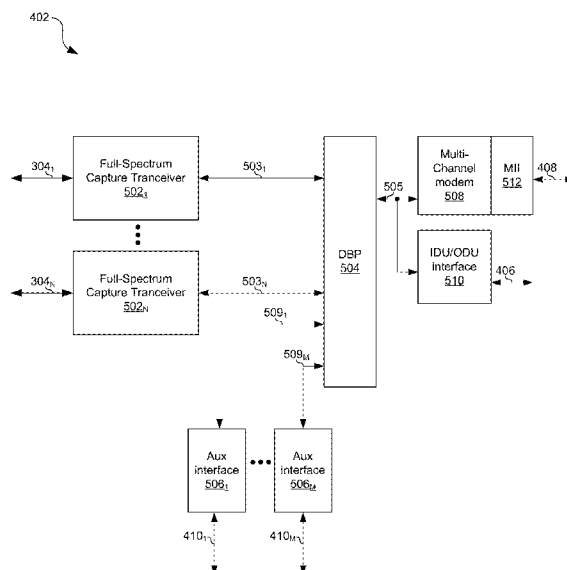 402
Full-Spectrum
Capture Tranceiver
502₁
304₁
503₁
Full-Spectrum
Capture Tranceiver
502N
304N
503N
509₁
509M
DBP
504
505
Multi-
Channel
modem
508
MII
512
408
IDU/ODU
interface
510
406
Aux
interface
506₁
Aux
interface
506M
410₁
410M